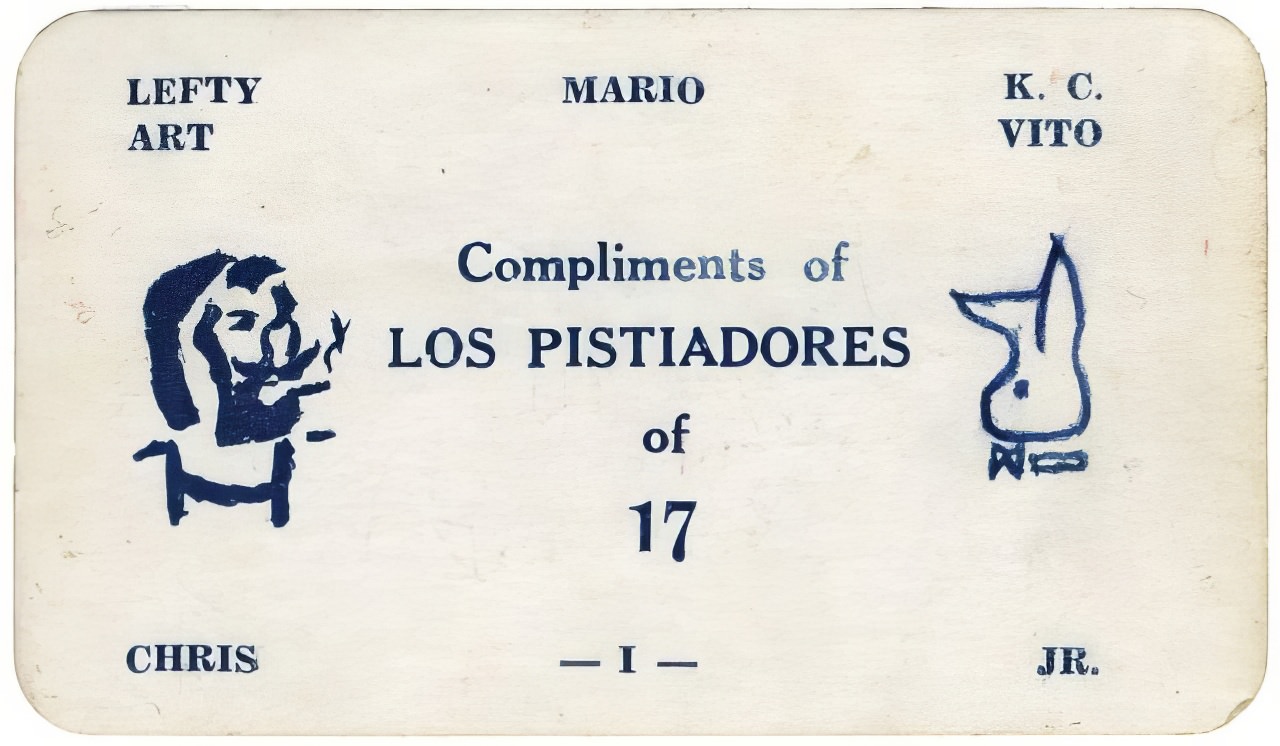 LEFTY
ART
MARIO
K. C.
VITO
Compliments of
LOS PISTIADORES
of
17
CHRIS
— I —
JR.